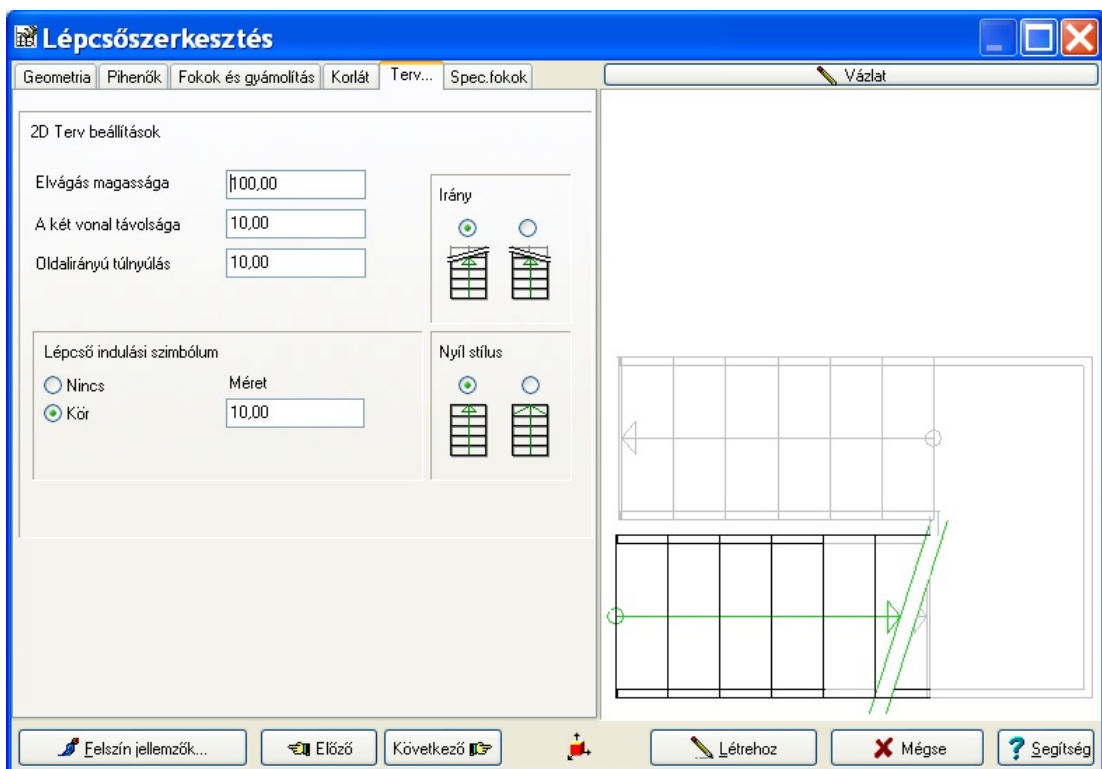 Lépcsőszerkesztés
Geometria Pihenők Fokok és gyámolítás Korlát Terv... Spec.fokok Vázlat
2D Terv beállítások
Elvágás magassága 100,00
A két vonal távolsága 10,00
Oldalirányú túlnyúlás 10,00
Irány
Lépcső indulási szimbólum
Nincs Méret
Kör 10,00
Nyíl stílus
Felszín jellemzők... Előző Következő Létrehoz Mégse Segítség